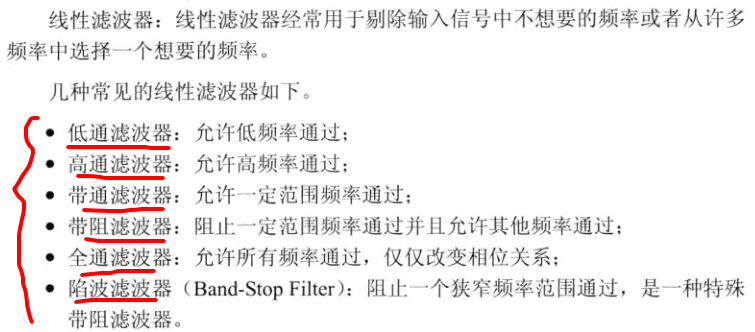 线性滤波器：线性滤波器经常用于剔除输入信号中不想要的频率或者从许多
频率中选择一个想要的频率。
几种常见的线性滤波器如下。
• 低通滤波器：允许低频率通过；
• 高通滤波器：允许高频率通过；
• 带通滤波器：允许一定范围频率通过；
• 带阻滤波器：阻止一定范围频率通过并且允许其他频率通过；
• 全通滤波器：允许所有频率通过，仅仅改变相位关系；
• 陷波滤波器（Band-Stop Filter）：阻止一个狭窄频率范围通过，是一种特殊
带阻滤波器。